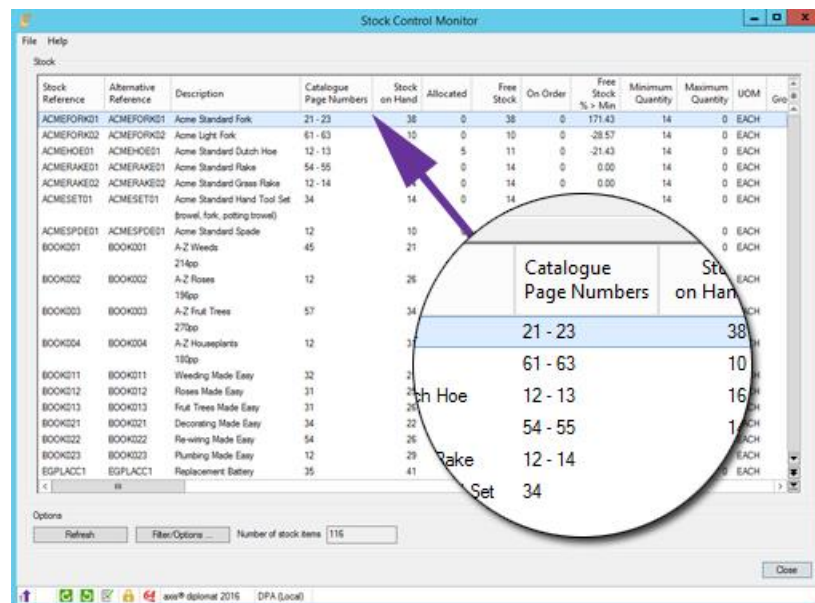 Stock Control Monitor
File Help
Stock
Stock Reference Alternative Reference Description Catalogue Page Numbers Stock on Hand Allocated Free Stock On Order Free Stock % > Min Minimum Quantity Maximum Quantity UOM Gro
ACMEFORK01 ACMEFORK01 Acme Standard Fork 21 - 23 38 0 38 0 171.43 14 0 EACH
ACMEFORK02 ACMEFORK02 Acme Light Fork 61 - 63 10 0 10 0 -28.57 14 0 EACH
ACMEHOE01 ACMEHOE01 Acme Standard Dutch Hoe 12 - 13 5 11 0 -21.43 14 0 EACH
ACMERAKE01 ACMERAKE01 Acme Standard Rake 54 - 55 0 14 0 0.00 14 0 EACH
ACMERAKE02 ACMERAKE02 Acme Standard Grass Rake 12 - 14 0 14 0 0.00 14 0 EACH
ACMESET01 ACMESET01 Acme Standard Hand Tool Set 34 14 0 14 14 0 EACH
(trowel, fork, potting trowel)
ACMESPDE01 ACMESPDE01 Acme Standard Spade 12 10 0 EACH
BOOK001 BOOK001 A-Z Weeds 45 21 0 EACH
214pp
BOOK002 BOOK002 A-Z Roses 12 26 EACH
196pp
BOOK003 BOOK003 A-Z Fruit Trees 57 34
270pp
BOOK004 BOOK004 A-Z Houseplants 12
180pp
BOOK011 BOOK011 Weeding Made Easy 32
BOOK012 BOOK012 Roses Made Easy 31
BOOK013 BOOK013 Fruit Trees Made Easy 31 26
BOOK021 BOOK021 Decorating Made Easy 34 22
BOOK022 BOOK022 Re-wiring Made Easy 54 26 EACH
BOOK023 BOOK023 Plumbing Made Easy 12 29 EACH
EGPLACC1 EGPLACC1 Replacement Battery 35 41 0 EACH
Catalogue Page Numbers on Han
21 - 23 38
61 - 63 10
Hoe 12 - 13 16
54 - 55
Rake 12 - 14
Set 34
Options
Refresh Filter/Options ... Number of stock items 116
Close
axis® diplomat 2016 DPA (Local)